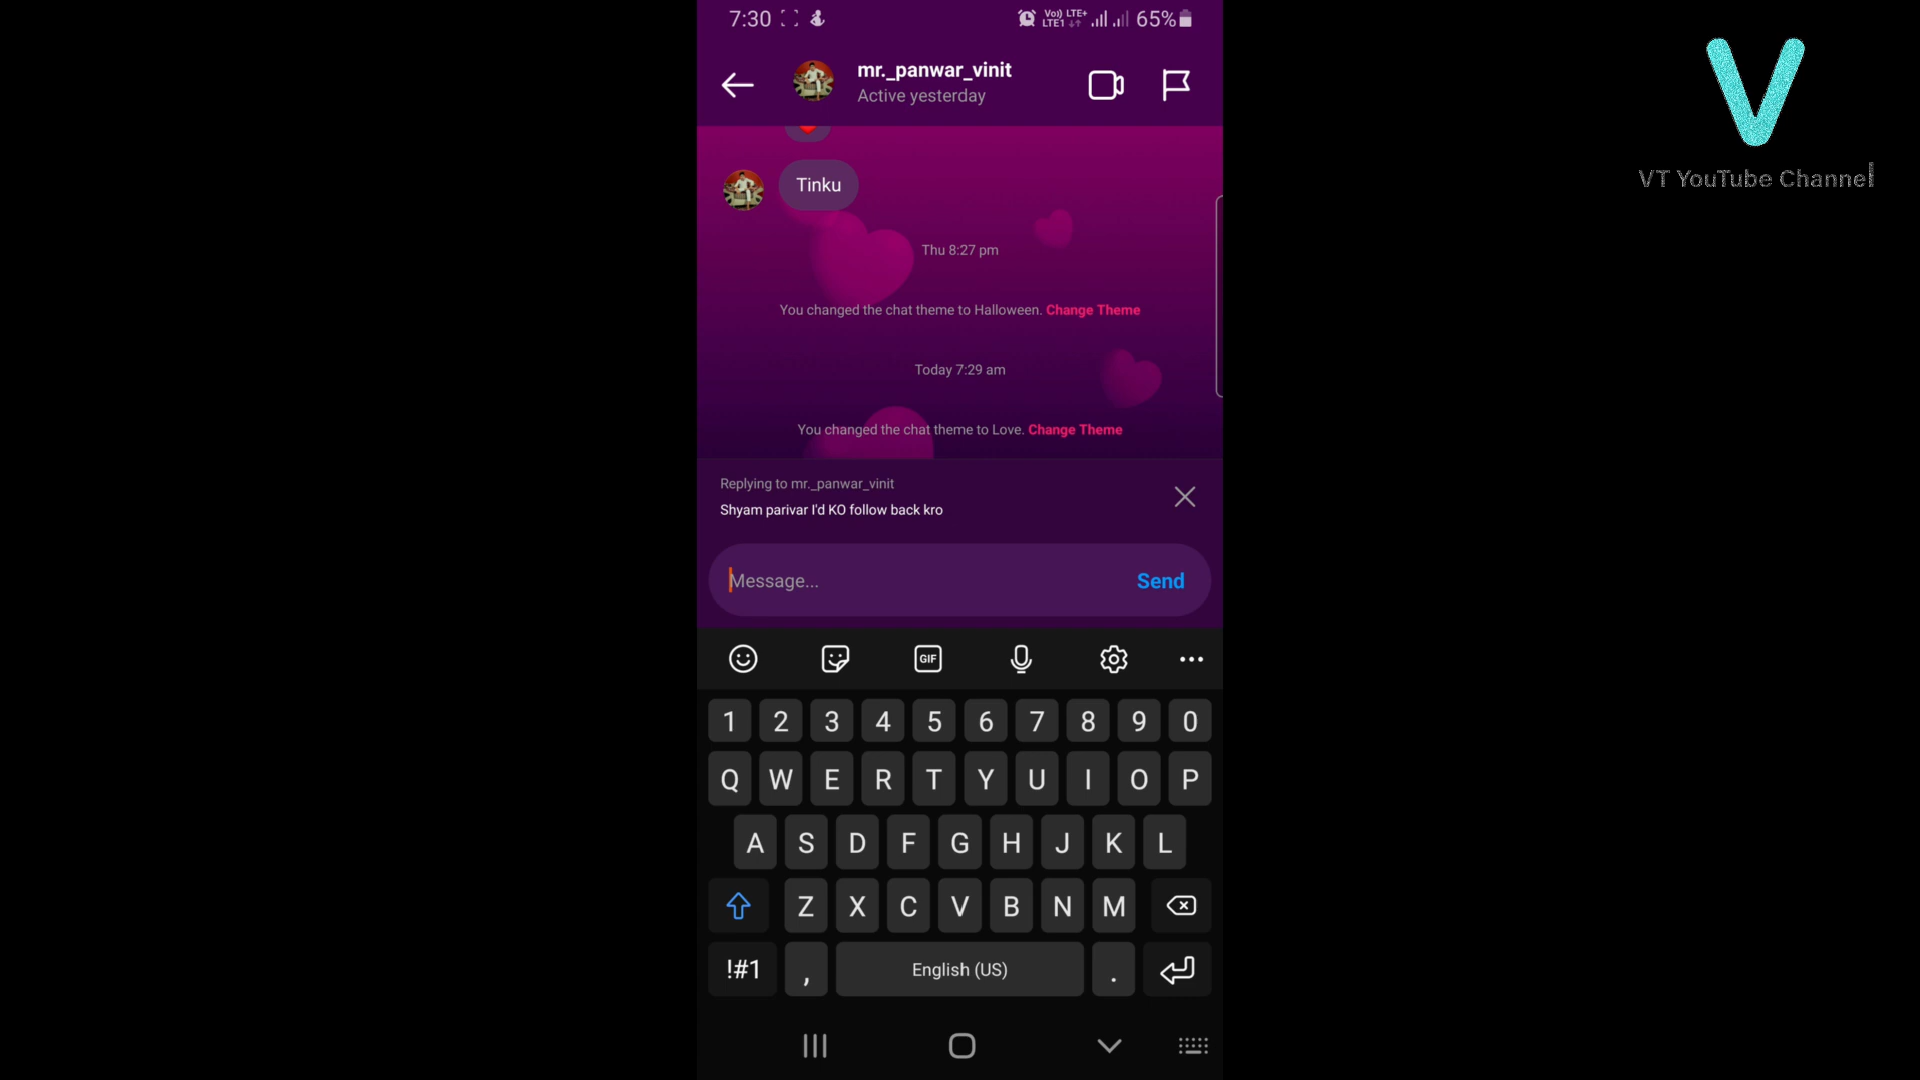 7:30 Vo) LTE+ LTE1 65%
VT YouTube Channel
mr._panwar_vinit
Active yesterday
Tinku
Thu 8:27 pm
You changed the chat theme to Halloween. Change Theme
Today 7:29 am
You changed the chat theme to Love. Change Theme
Replying to mr._panwar_vinit
Shyam parivar I'd KO follow back kro
Message... Send
GIF
1 2 3 4 5 6 7 8 9 0
Q W E R T Y U I O P
A S D F G H J K L
Z X C V B N M
!#1 , English (US) .